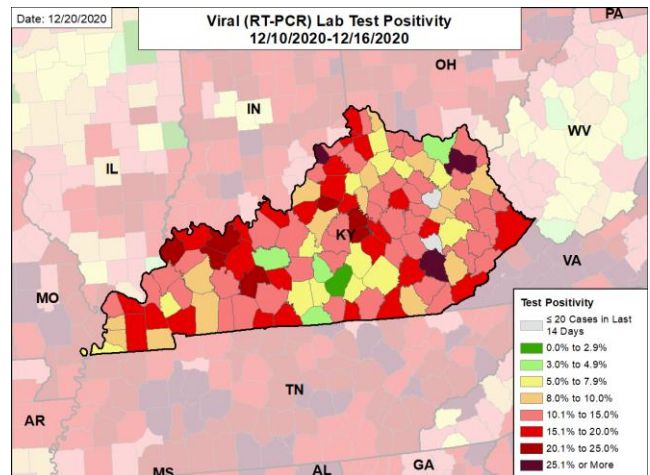 Date: 12/20/2020
Viral (RT-PCR) Lab Test Positivity
12/10/2020-12/16/2020
PA
OH
IN
WV
IL
KY
VA
MO
TN
AR
MS
AL
GA
Test Positivity
≤ 20 Cases in Last
14 Days
0.0% to 2.9%
3.0% to 4.9%
5.0% to 7.9%
8.0% to 10.0%
10.1% to 15.0%
15.1% to 20.0%
20.1% to 25.0%
25.1% or More